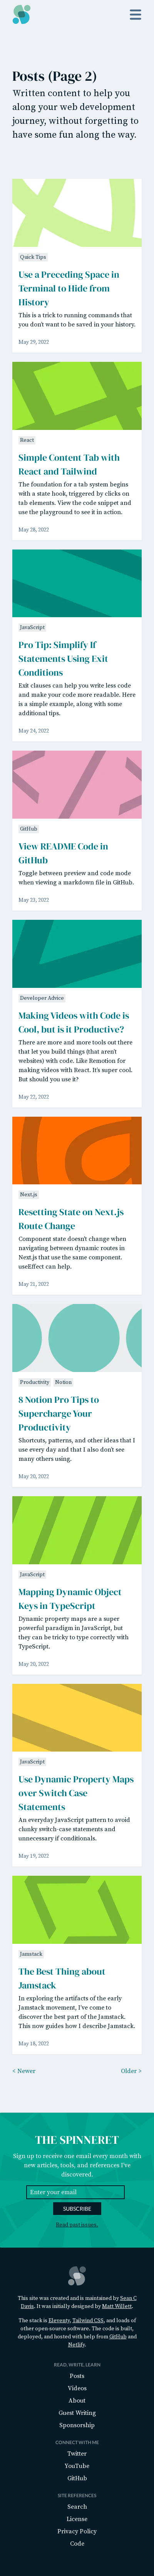 Posts (Page 2)
Written content to help you
along your web development
journey, without forgetting to
have some fun along the way.
Quick Tips
Use a Preceding Space in
Terminal to Hide from
History
This is a trick to running commands that
you don't want to be saved in your history.
May 29, 2022
React
Simple Content Tab with
React and Tailwind
The foundation for a tab system begins
with a state hook, triggered by clicks on
tab elements. View the code snippet and
use the playground to see it in action.
May 28, 2022
JavaScript
Pro Tip: Simplify If
Statements Using Exit
Conditions
Exit clauses can help you write less code
and make your code more readable. Here
is a simple example, along with some
additional tips.
May 24, 2022
GitHub
View README Code in
GitHub
Toggle between preview and code mode
when viewing a markdown file in GitHub.
May 23, 2022
Developer Advice
Making Videos with Code is
Cool, but is it Productive?
There are more and more tools out there
that let you build things (that aren't
websites) with code. Like Remotion for
making videos with React. It's super cool.
But should you use it?
May 22, 2022
Next.js
Resetting State on Next.js
Route Change
Component state doesn't change when
navigating between dynamic routes in
Next.js that use the same component.
useEffect can help.
May 21, 2022
Productivity
Notion
8 Notion Pro Tips to
Supercharge Your
Productivity
Shortcuts, patterns, and other ideas that I
use every day and that I also don't see
many others using.
May 20, 2022
JavaScript
Mapping Dynamic Object
Keys in TypeScript
Dynamic property maps are a super
powerful paradigm in JavaScript, but
they can be tricky to type correctly with
TypeScript.
May 20, 2022
JavaScript
Use Dynamic Property Maps
over Switch Case
Statements
An everyday JavaScript pattern to avoid
chunky switch-case statements and
unnecessary if conditionals.
May 19, 2022
Jamstack
The Best Thing about
Jamstack
In exploring the artifacts of the early
Jamstack movement, I've come to
discover the best part of the Jamstack.
This now guides how I describe Jamstack.
May 18, 2022
< Newer
Older >
THE SPINNERET
Sign up to receive one email every month with
new articles, tools, and references I've
discovered.
Enter your email
SUBSCRIBE
Read past issues.
This site was created and is maintained by Sean C
Davis. It was initially designed by Matt Willett.
The stack is Eleventy, Tailwind CSS, and loads of
other open-source software. The site is built,
deployed, and hosted with help from GitHub and
Netlify.
READ, WRITE, LEARN
Posts
Videos
About
Guest Writing
Sponsorship
CONNECT WITH ME
Twitter
YouTube
GitHub
SITE REFERENCES
Search
License
Privacy Policy
Code